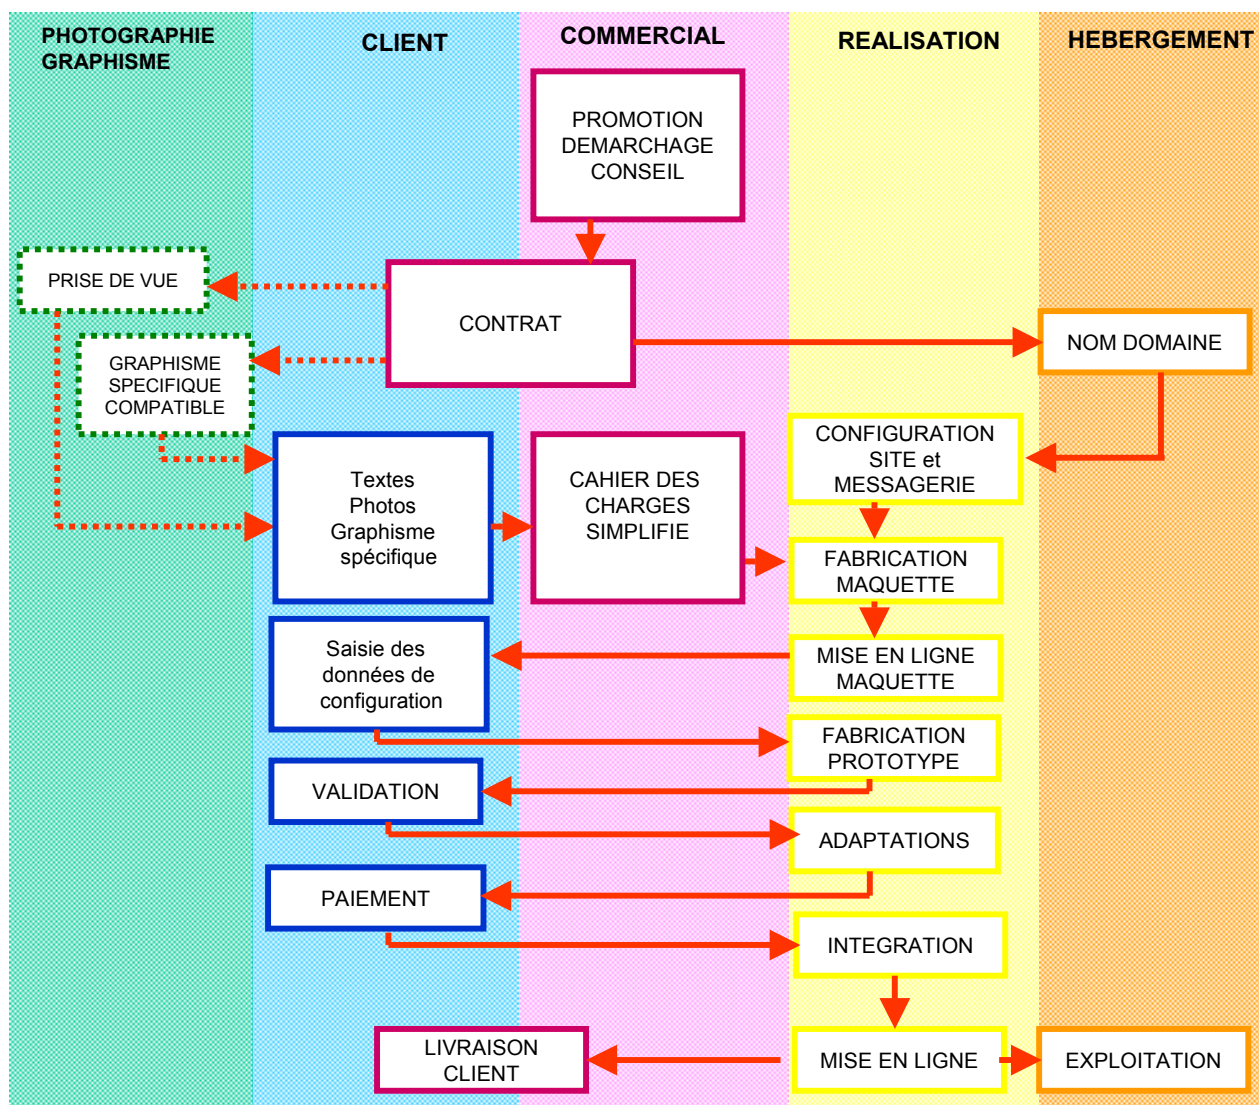 PHOTOGRAPHIE
GRAPHISME
CLIENT
COMMERCIAL
REALISATION
HEBERGEMENT
PROMOTION
DEMARCHAGE
CONSEIL
PRISE DE VUE
CONTRAT
NOM DOMAINE
GRAPHISME
SPECIFIQUE
COMPATIBLE
CONFIGURATION
SITE et
MESSAGERIE
Textes
Photos
Graphisme
spécifique
CAHIER DES
CHARGES
SIMPLIFIE
FABRICATION
MAQUETTE
Saisie des
données de
configuration
MISE EN LIGNE
MAQUETTE
FABRICATION
PROTOTYPE
VALIDATION
ADAPTATIONS
PAIEMENT
INTEGRATION
LIVRAISON
CLIENT
MISE EN LIGNE
EXPLOITATION